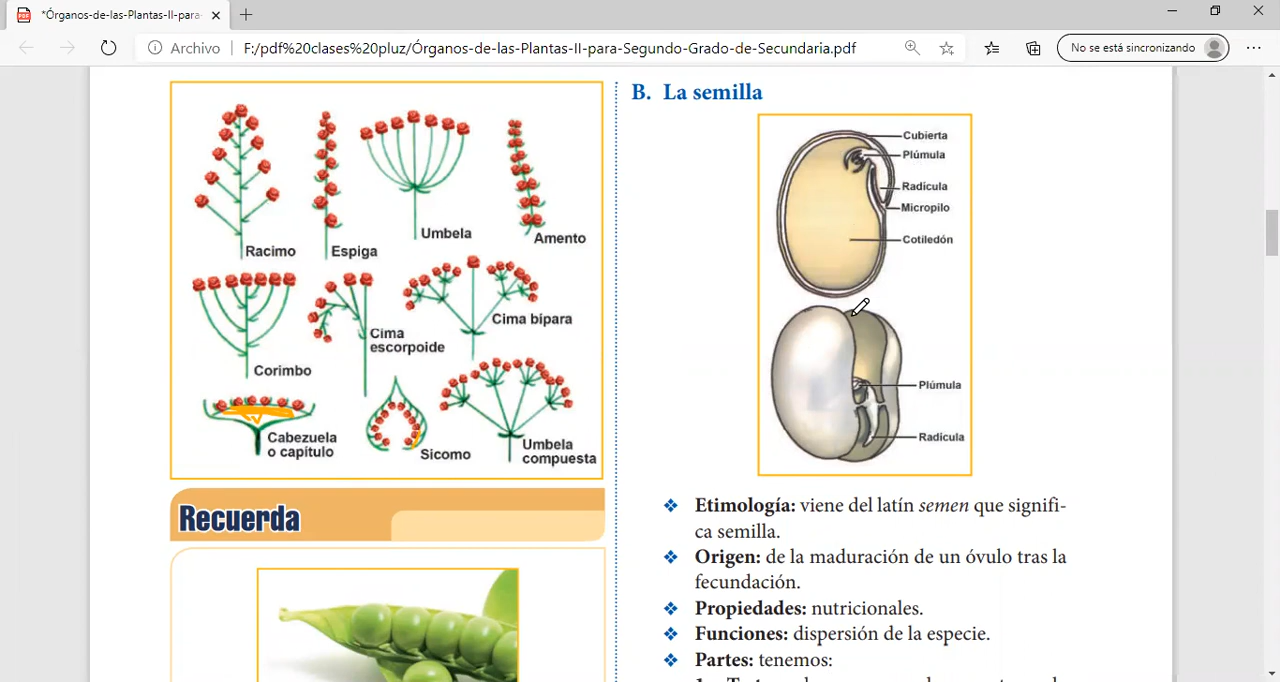 *Órganos-de-las-Plantas-II-para-
No se está sincronizando
Archivo
F:/pdf%20clases%20pluz/Órganos-de-las-Plantas-II-para-Segundo-Grado-de-Secundaria.pdf
Racimo
Espiga
Umbela
Amento
Corimbo
Cima
escorpoide
Cima bípara
Cabezuela
o capítulo
Sicomo
Umbela
compuesta
Recuerda
B. La semilla
Cubierta
Plúmula
Radícula
Micropilo
Cotiledón
Plúmula
Radícula
❖ Etimología: viene del latín semen que signifi-
ca semilla.
❖ Origen: de la maduración de un óvulo tras la
fecundación.
❖ Propiedades: nutricionales.
❖ Funciones: dispersión de la especie.
❖ Partes: tenemos: